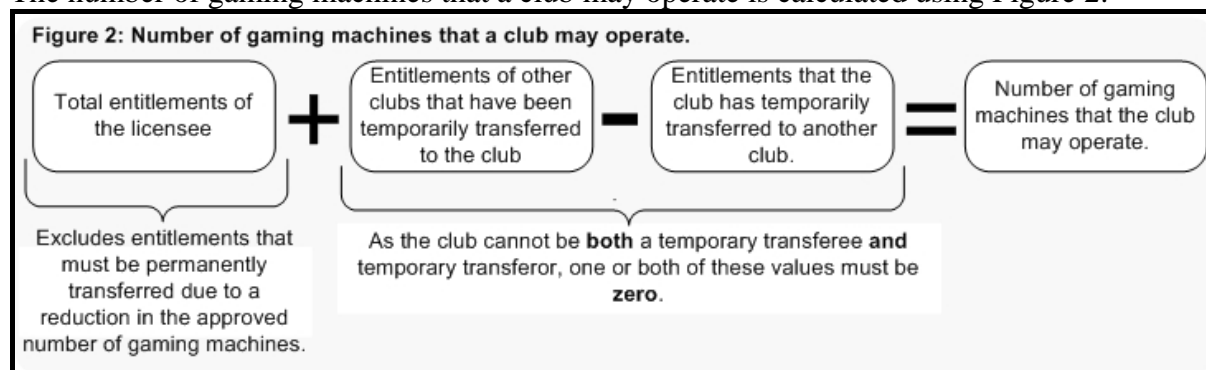 The number of gaming machines that a club may operate is calculated using Figure 2.
Figure 2: Number of gaming machines that a club may operate.
Total entitlements of
the licensee
+
Entitlements of other
clubs that have been
temporarily transferred
to the club
-
Entitlements that the
club has temporarily
transferred to another
club.
=
Number of gaming
machines that the club
may operate.
Excludes entitlements that
must be permanently
transferred due to a
reduction in the approved
number of gaming machines.
As the club cannot be both a temporary transferee and
temporary transferor, one or both of these values must be
zero.